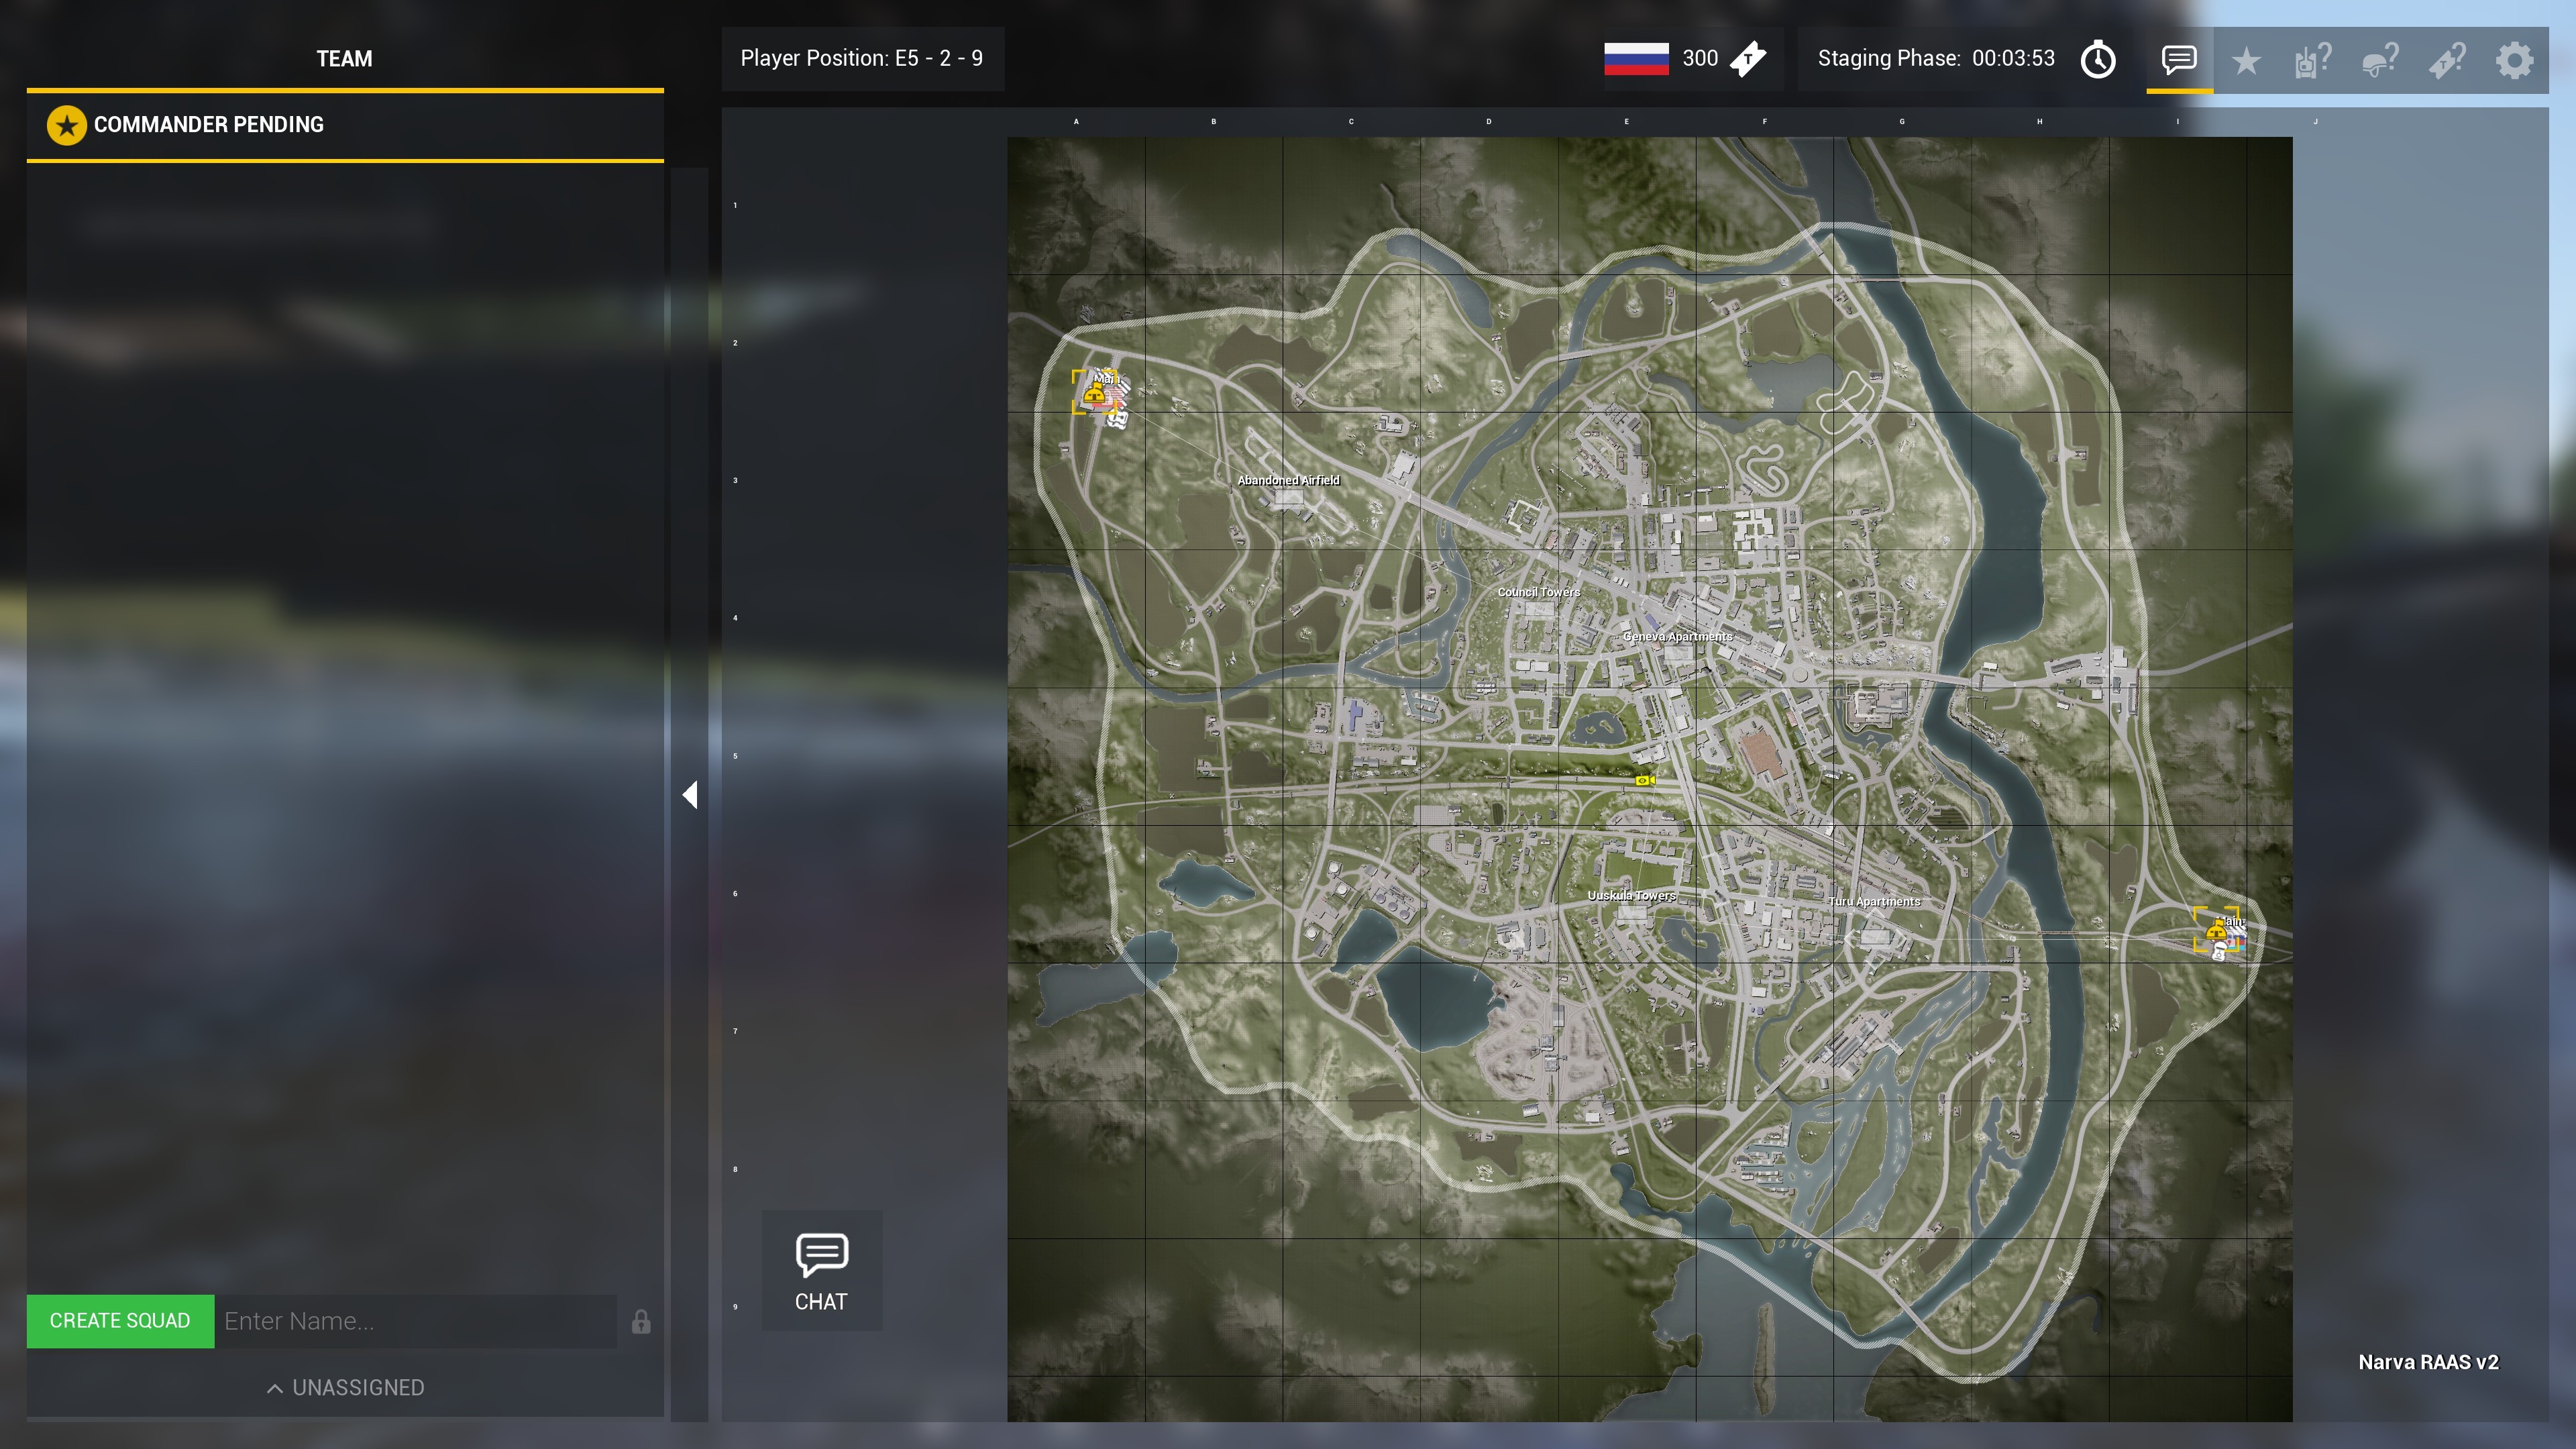 TEAM
COMMANDER PENDING
Player Position: E5 - 2 - 9
300
T
Staging Phase: 00:03:53
? ? T ?
A B C D E F G H I J
1
2
3
4
5
6
7
8
9
Main
Abandoned Airfield
Council Towers
Geneva Apartments
Uuskula Towers
Turu Apartments
Main
CHAT
CREATE SQUAD Enter Name...
UNASSIGNED
Narva RAAS v2